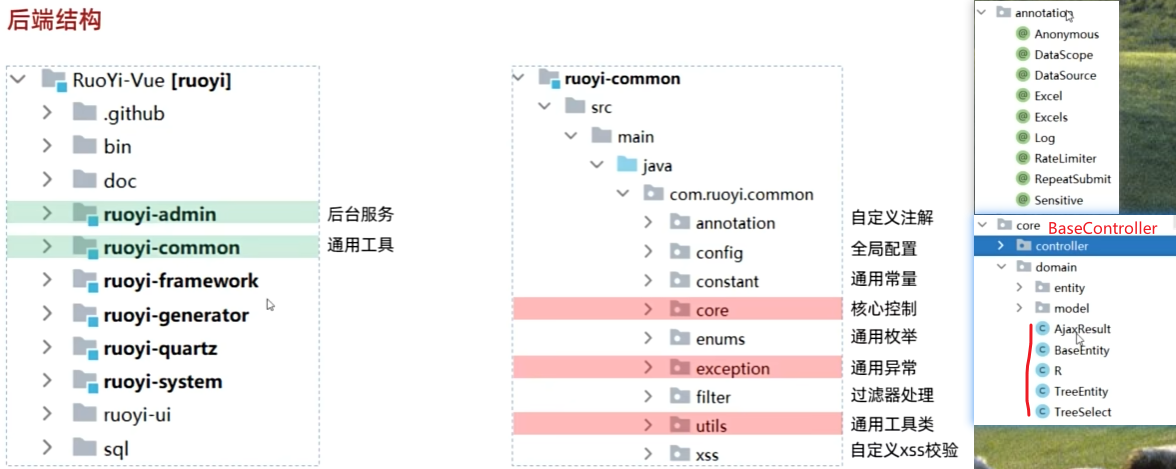 后端结构
RuoYi-Vue [ruoyi]
.github
bin
doc
ruoyi-admin 后台服务
ruoyi-common 通用工具
ruoyi-framework
ruoyi-generator
ruoyi-quartz
ruoyi-system
ruoyi-ui
sql
ruoyi-common
src
main
java
com.ruoyi.common
annotation 自定义注解
config 全局配置
constant 通用常量
core 核心控制
enums 通用枚举
exception 通用异常
filter 过滤器处理
utils 通用工具类
xss 自定义xss校验
annotation
Anonymous
DataScope
DataSource
Excel
Excels
Log
RateLimiter
RepeatSubmit
Sensitive
core BaseController
controller
domain
entity
model
AjaxResult
BaseEntity
R
TreeEntity
TreeSelect